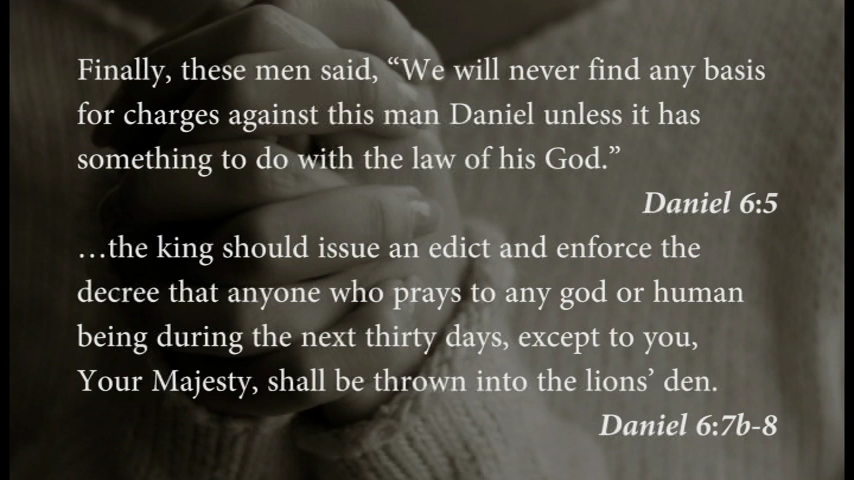 Finally, these men said, “We will never find any basis
for charges against this man Daniel unless it has
something to do with the law of his God.”
Daniel 6:5
…the king should issue an edict and enforce the
decree that anyone who prays to any god or human
being during the next thirty days, except to you,
Your Majesty, shall be thrown into the lions’ den.
Daniel 6:7b-8